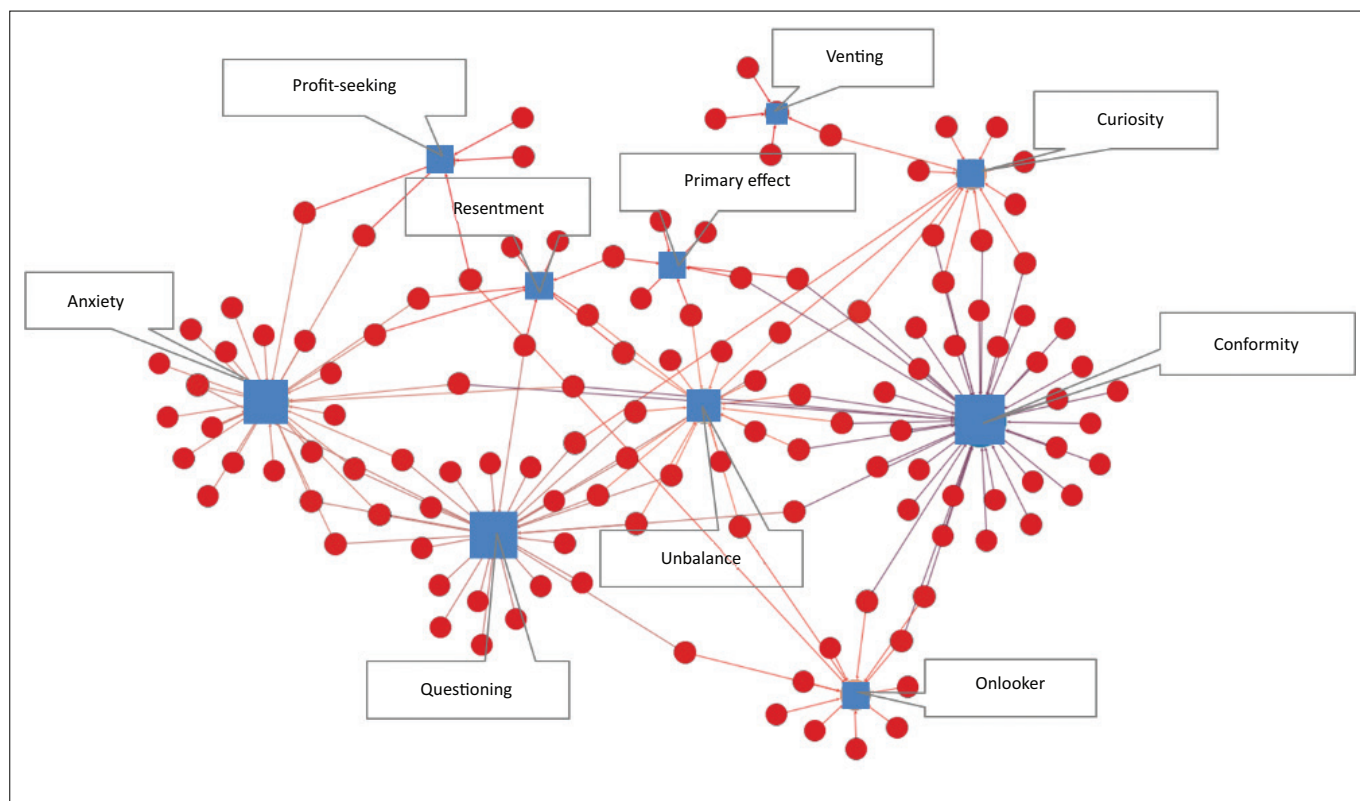 Venting
Profit-seeking
Curiosity
Primary effect
Resentment
Anxiety
Conformity
Unbalance
Onlooker
Questioning